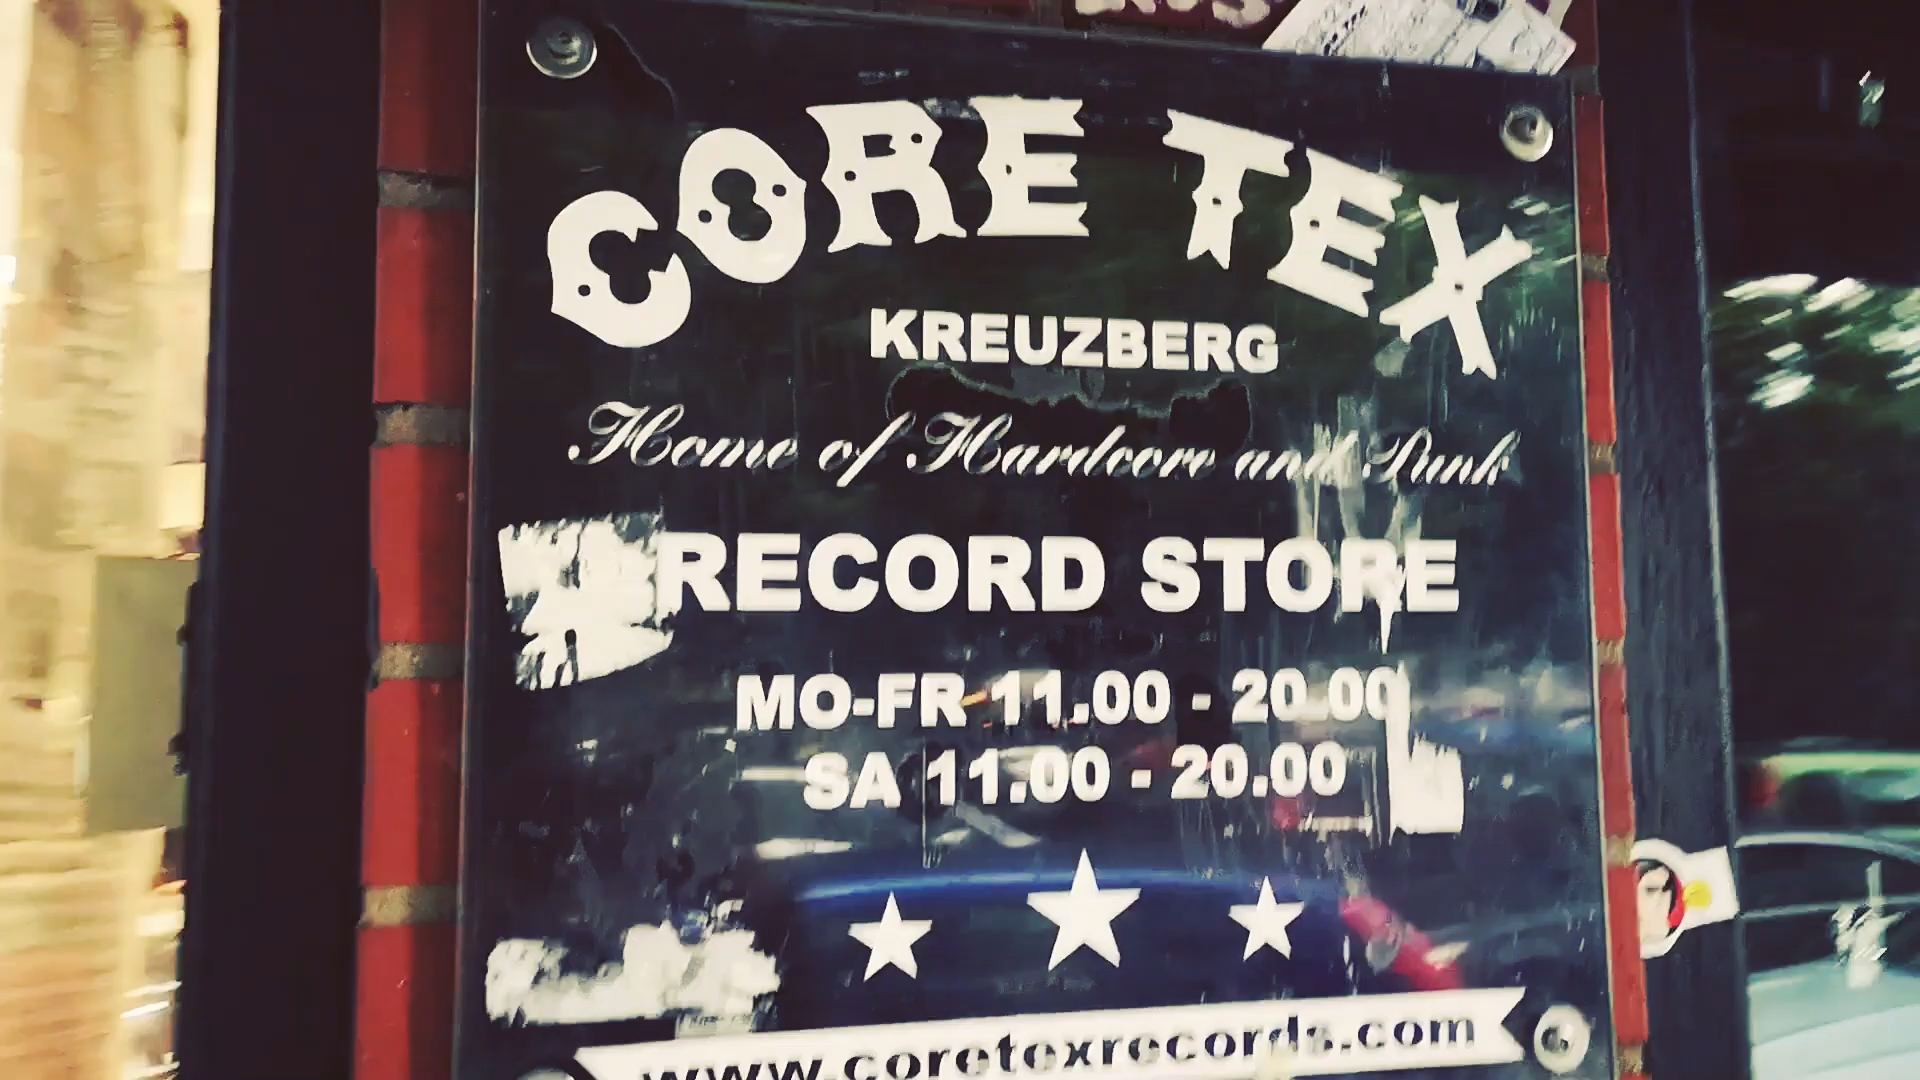 CORE TEX
KREUZBERG
Home of Hardcore and Punk
RECORD STORE
MO-FR 11.00 - 20.00
SA 11.00 - 20.00
www.coretexrecords.com